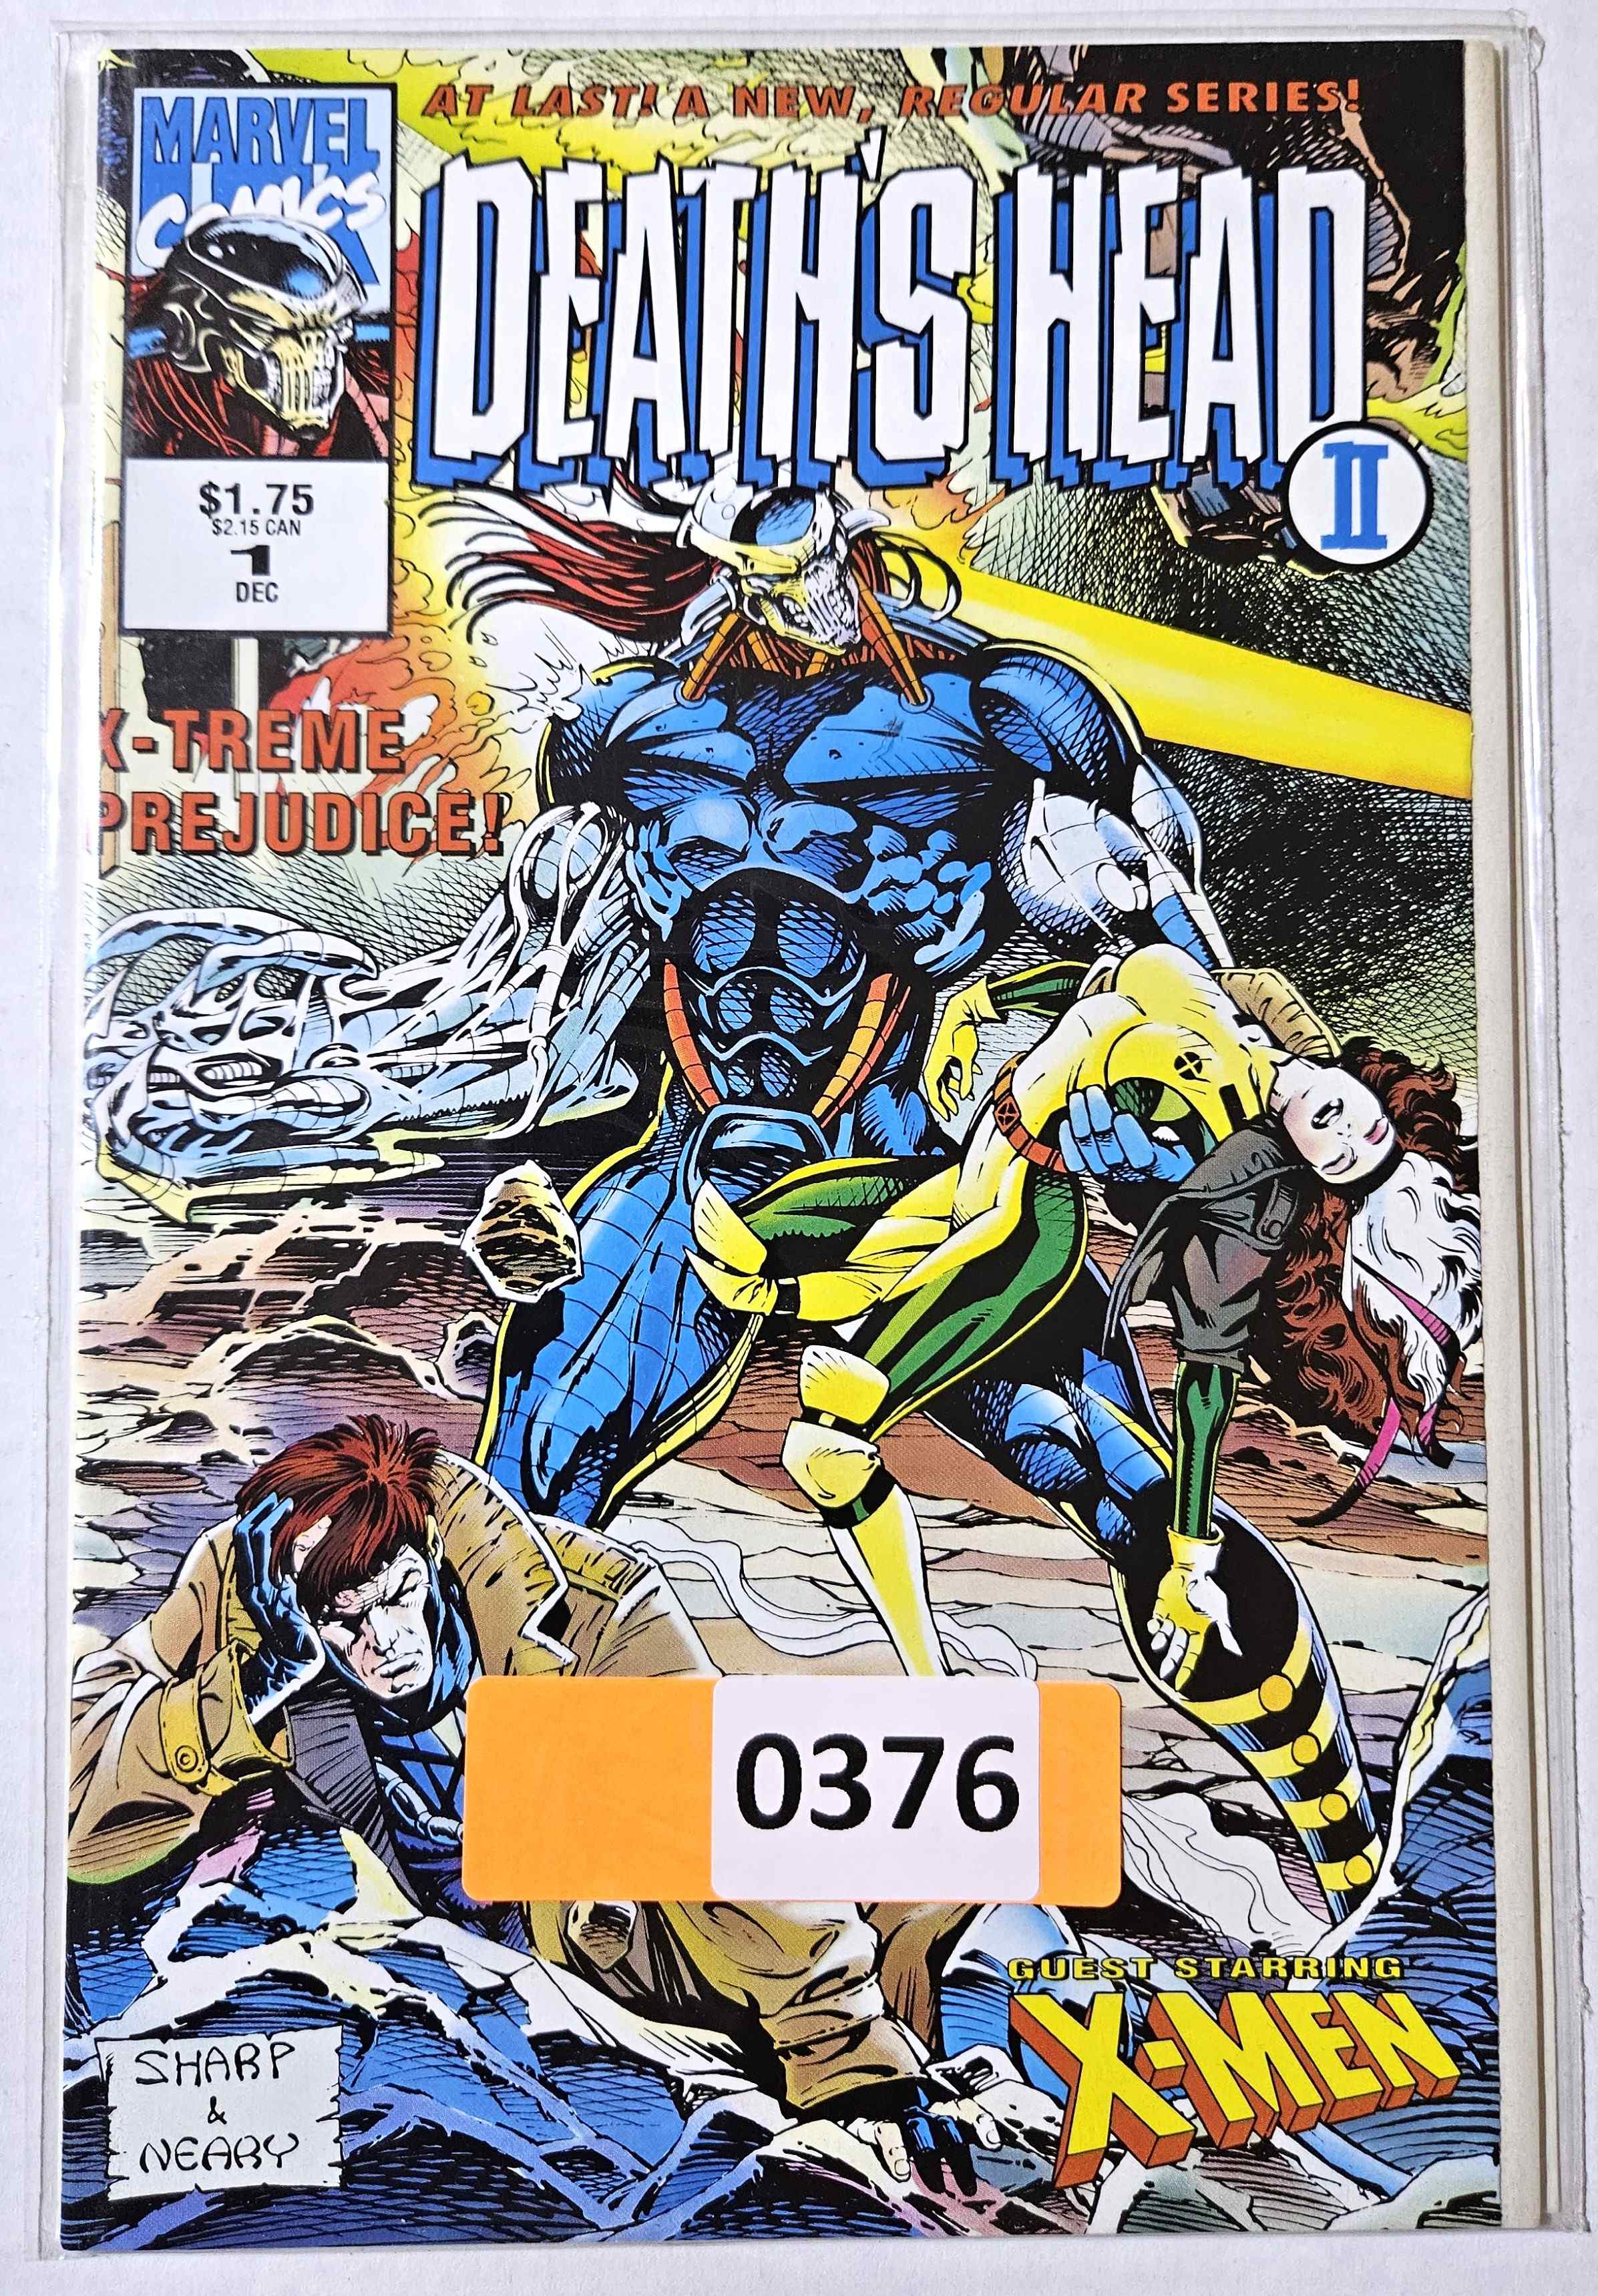 AT LAST! A NEW, REGULAR SERIES!
MARVEL
COMICS
DEATH'S HEAD
II
$1.75
$2.15 CAN
1
DEC
X-TREME
PREJUDICE!
0376
GUEST STARRING
X-MEN
SHARP
&
NEARY